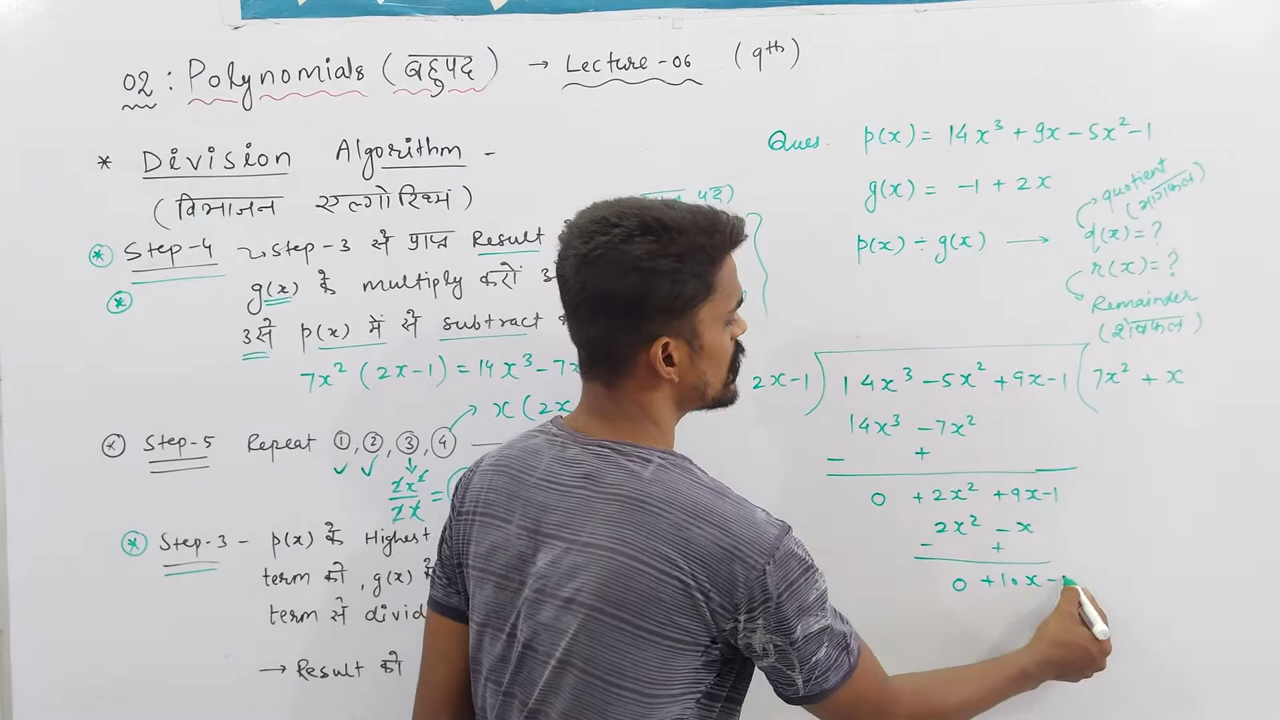 02 : Polynomials (बहुपद) → Lecture-06 (9th)
* Division Algorithm -
(विभाजन एल्गोरिथ्म)
Step-4 ↳ Step-3 से प्राप्त Result
g(x) के multiply करों
उसे p(x) में से subtract
7x² (2x-1) = 14x³ - 7x
x (2x
Step-5 Repeat ①, ②, ③, ④
2x² / 2x =
Step-3 - p(x) के Highest
term को, g(x)
term से divid
→ Result को
Ques. p(x) = 14x³ + 9x - 5x² - 1
g(x) = -1 + 2x
quotient
p(x) ÷ g(x) → q(x) = ?
r(x) = ?
Remainder
2x-1 ) 14x³ - 5x² + 9x - 1 ( 7x² + x
14x³ - 7x²
- +
0 + 2x² + 9x - 1
2x² - x
- +
0 + 10x -